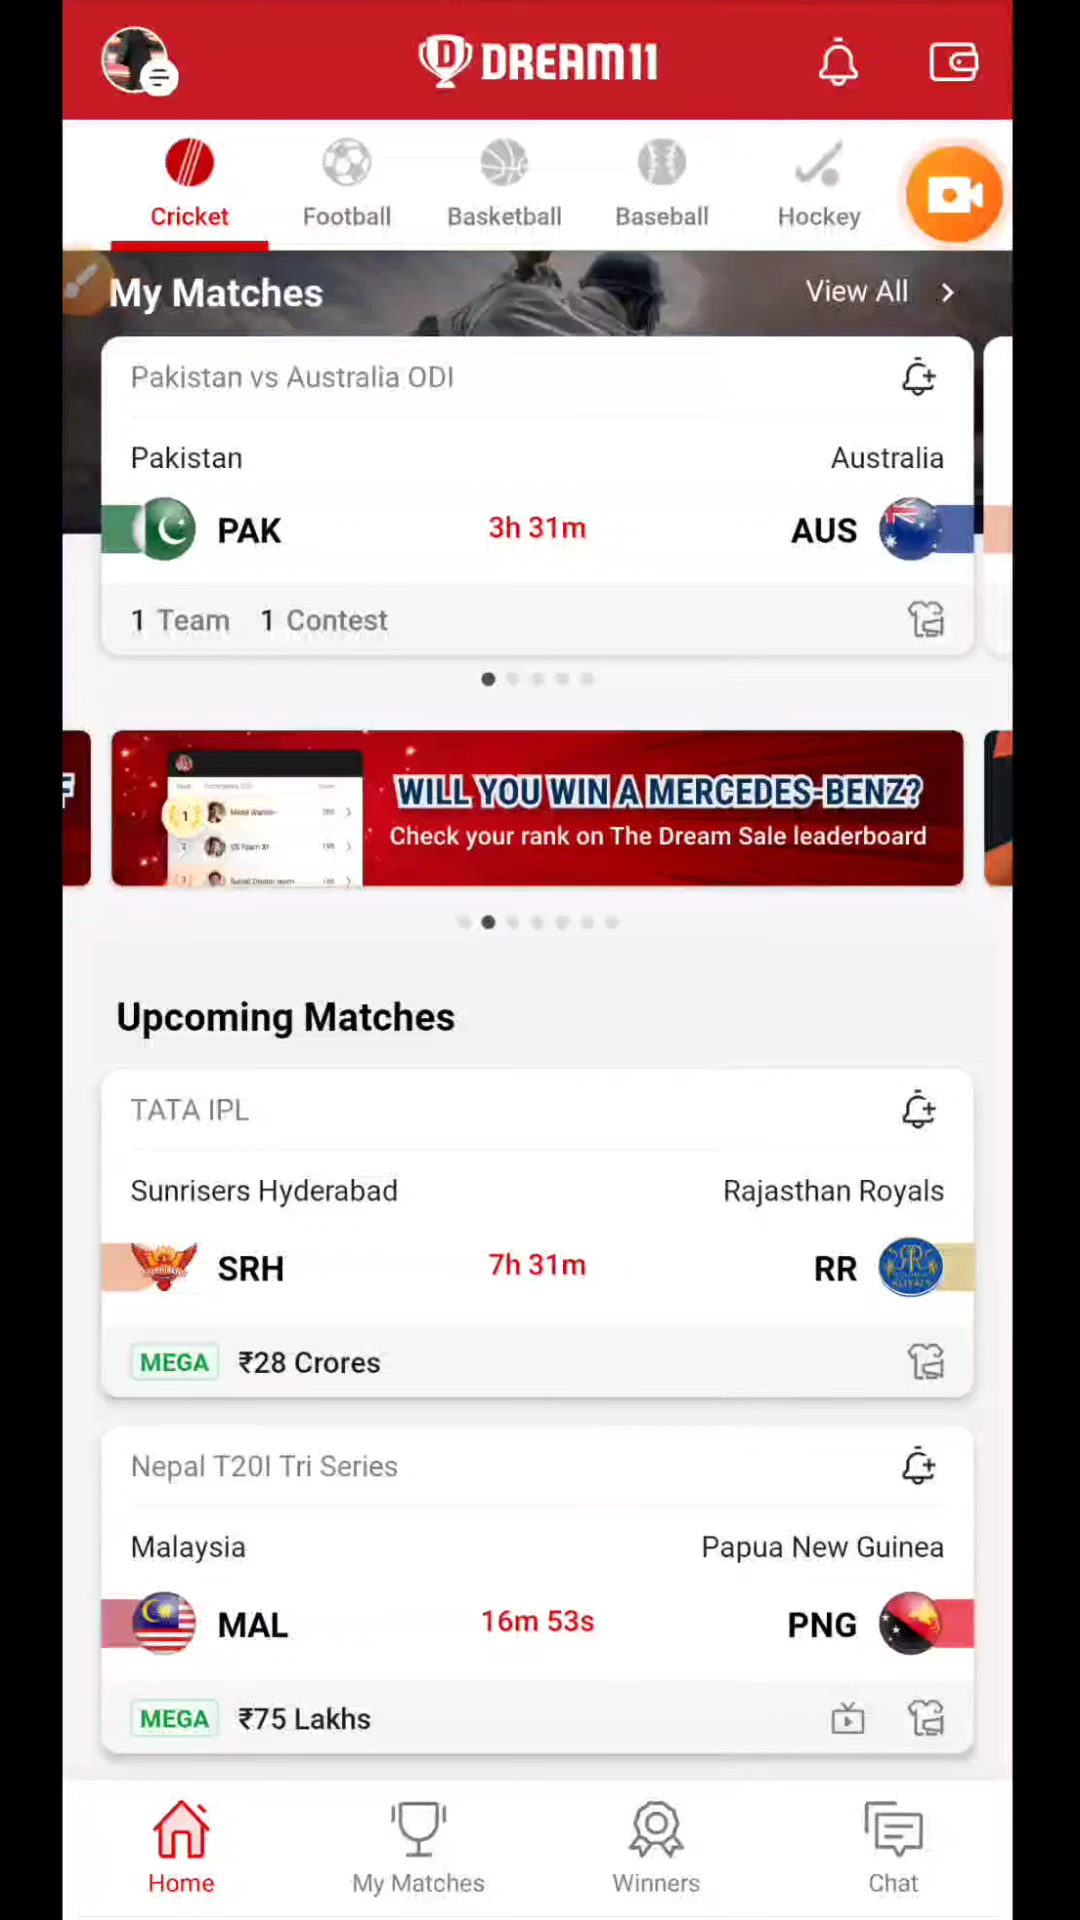 DREAM11
Cricket
Football
Basketball
Baseball
Hockey
My Matches
View All
Pakistan vs Australia ODI
Pakistan
Australia
PAK
3h 31m
AUS
1 Team
1 Contest
WILL YOU WIN A MERCEDES-BENZ?
Check your rank on The Dream Sale leaderboard
Upcoming Matches
TATA IPL
Sunrisers Hyderabad
Rajasthan Royals
SRH
7h 31m
RR
MEGA
₹28 Crores
Nepal T20I Tri Series
Malaysia
Papua New Guinea
MAL
16m 53s
PNG
MEGA
₹75 Lakhs
Home
My Matches
Winners
Chat